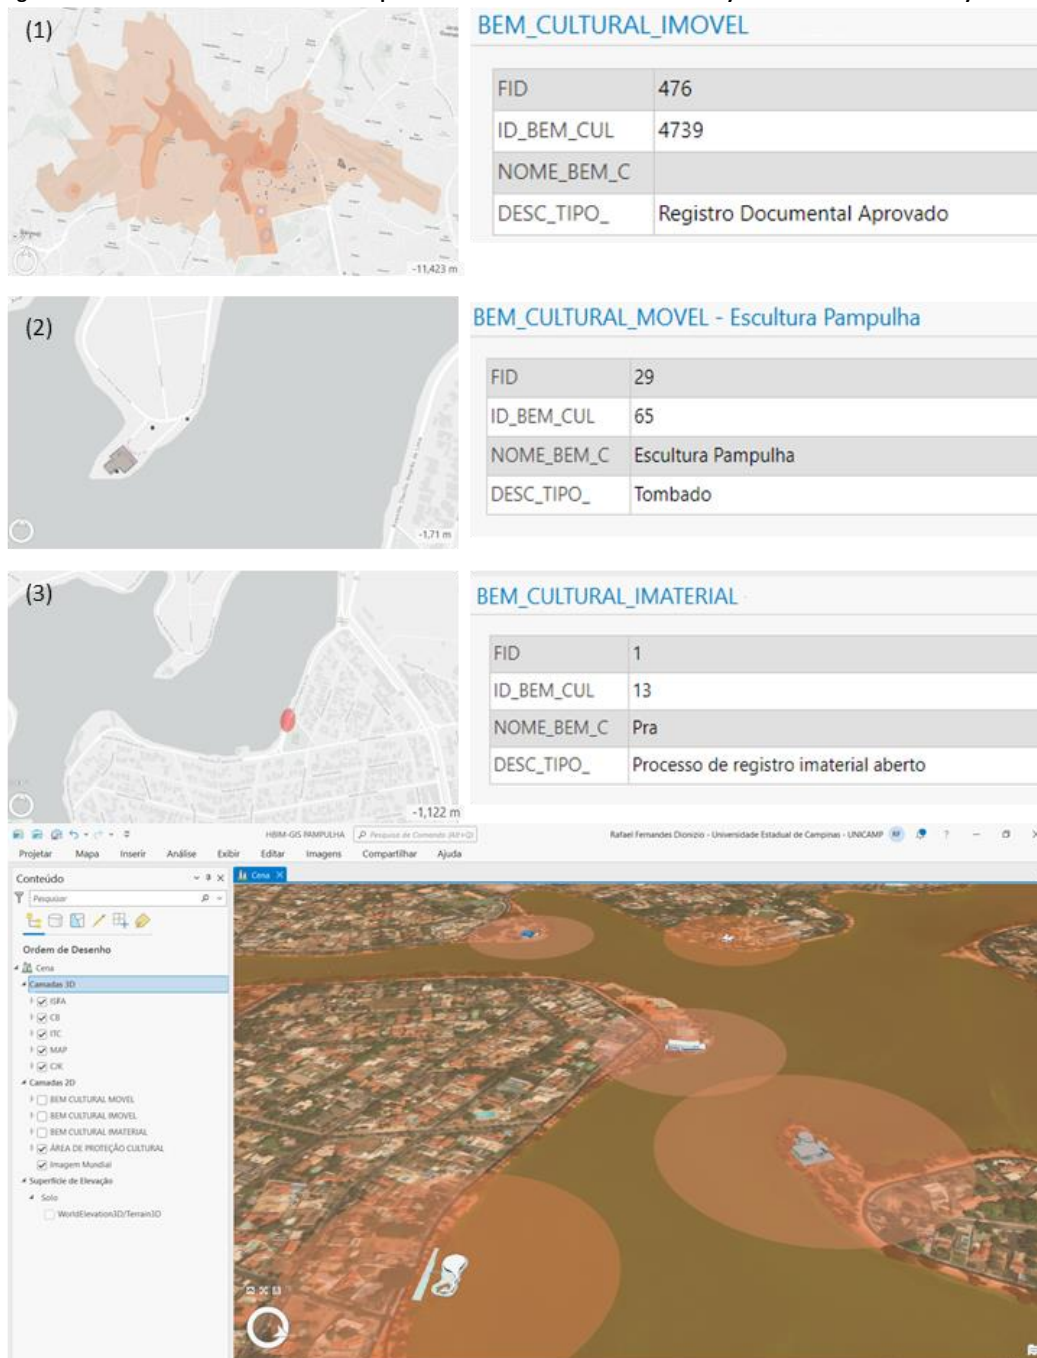 (1)
BEM_CULTURAL_IMOVEL
FID 476
ID_BEM_CUL 4739
NOME_BEM_C
DESC_TIPO_ Registro Documental Aprovado
-11,423 m
(2)
BEM_CULTURAL_MOVEL - Escultura Pampulha
FID 29
ID_BEM_CUL 65
NOME_BEM_C Escultura Pampulha
DESC_TIPO_ Tombado
-1,71 m
(3)
BEM_CULTURAL_IMATERIAL
FID 1
ID_BEM_CUL 13
NOME_BEM_C Pra
DESC_TIPO_ Processo de registro imaterial aberto
-1,122 m
HBIM-GIS PAMPULHA
Pesquisa de Comando (Alt+Q)
Rafael Fernandes Dionizio - Universidade Estadual de Campinas - UNICAMP
RF
?
Projetar Mapa Inserir Análise Exibir Editar Imagens Compartilhar Ajuda
Conteúdo
Cena
Pesquisar
Ordem de Desenho
Cena
Camadas 3D
ISFA
CB
ITC
MAP
CJK
Camadas 2D
BEM CULTURAL MOVEL
BEM CULTURAL IMOVEL
BEM CULTURAL IMATERIAL
ÁREA DE PROTEÇÃO CULTURAL
Imagem Mundial
Superfície de Elevação
Solo
WorldElevation3D/Terrain3D